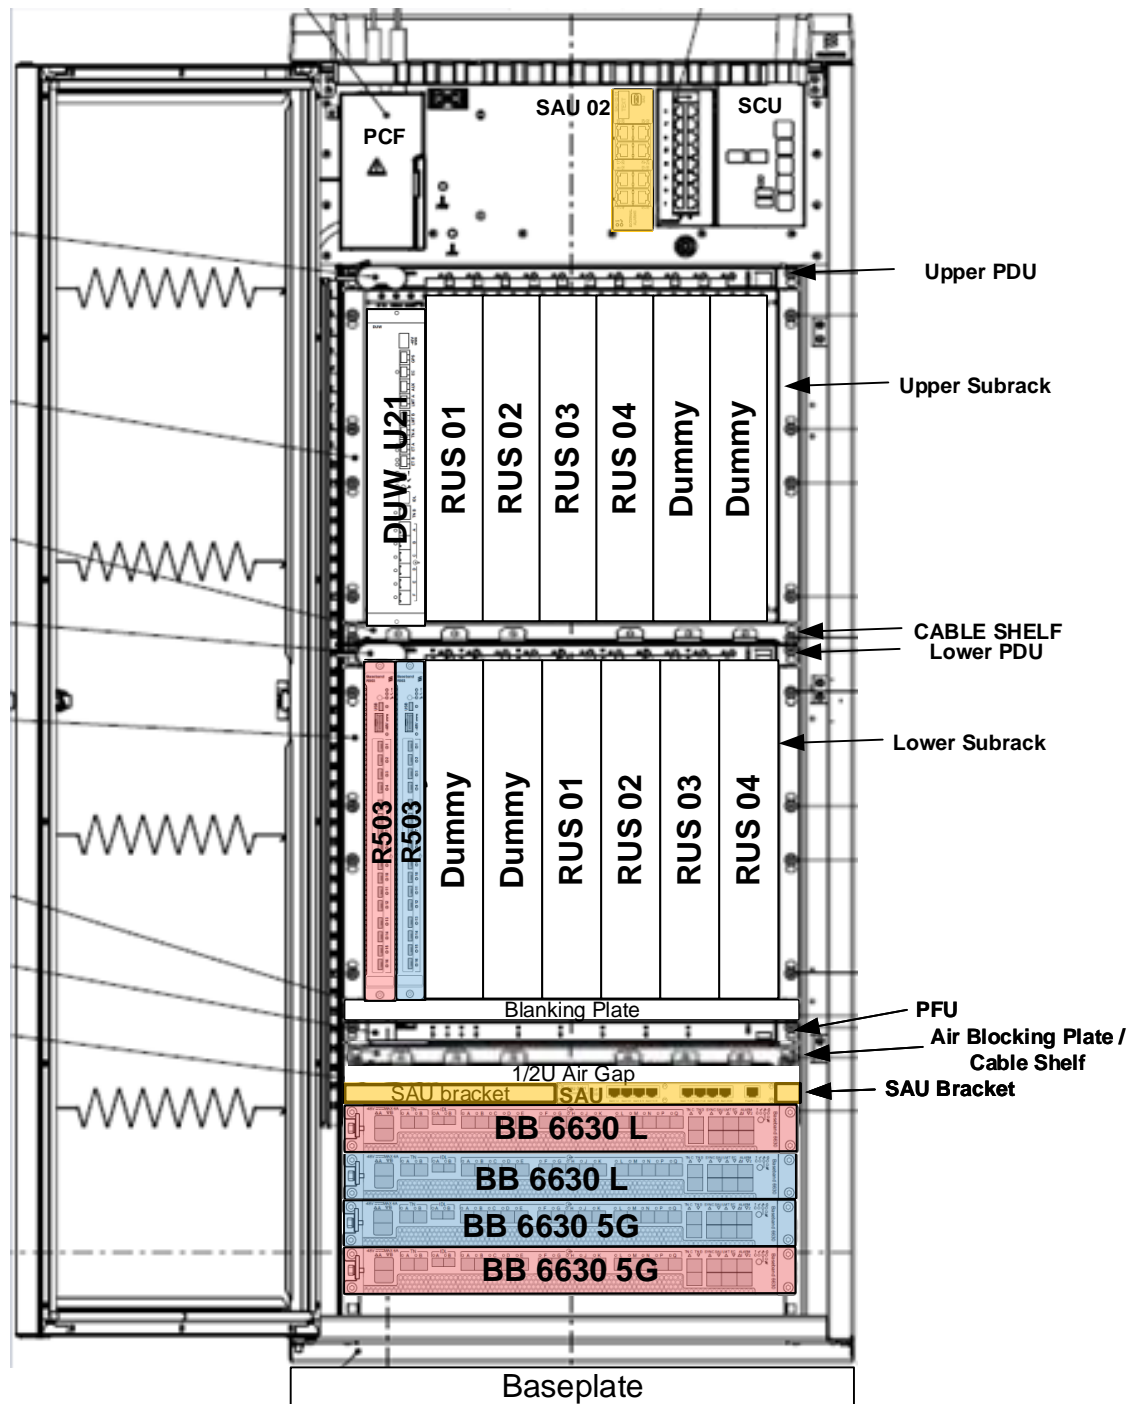 SAU 02
SCU
PCF
Upper PDU
DUW U21
RUS 01
RUS 02
RUS 03
RUS 04
Dummy
Dummy
Upper Subrack
CABLE SHELF
Lower PDU
R503
R503
Dummy
Dummy
RUS 01
RUS 02
RUS 03
RUS 04
Lower Subrack
Blanking Plate
PFU
Air Blocking Plate /
Cable Shelf
1/2U Air Gap
SAU bracket SAU
SAU Bracket
BB 6630 L
BB 6630 L
BB 6630 5G
BB 6630 5G
Baseplate